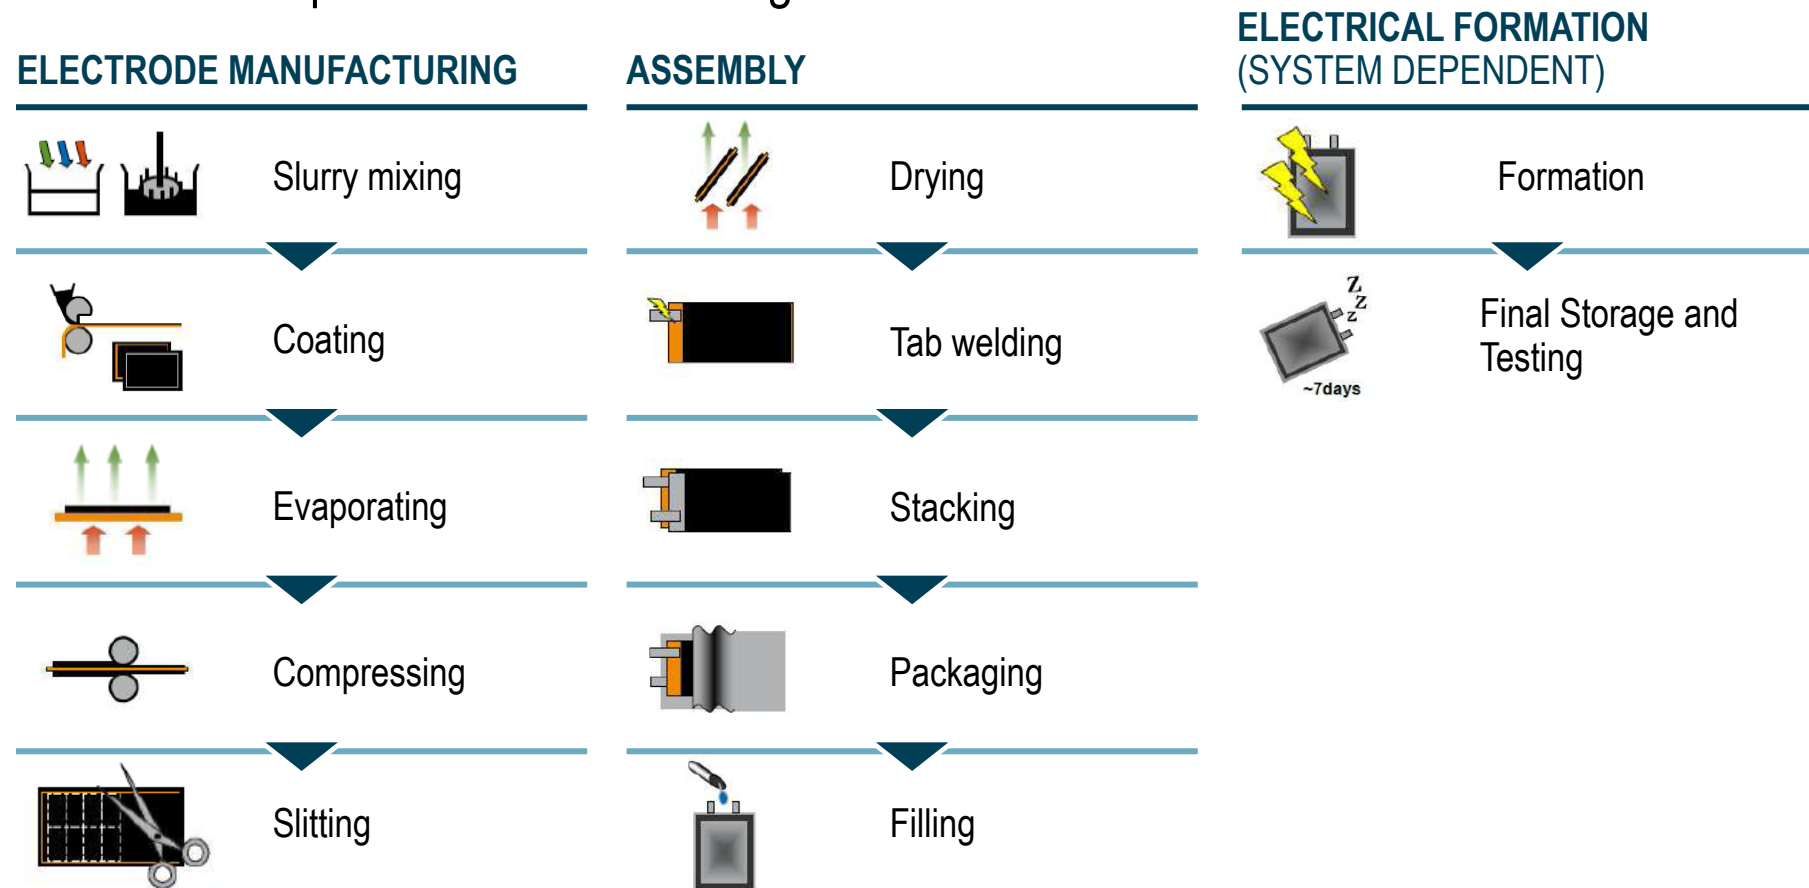 ELECTRODE MANUFACTURING
Slurry mixing
Coating
Evaporating
Compressing
Slitting
ASSEMBLY
Drying
Tab welding
Stacking
Packaging
Filling
ELECTRICAL FORMATION
(SYSTEM DEPENDENT)
Formation
Z
Z
z
~7days
Final Storage and
Testing